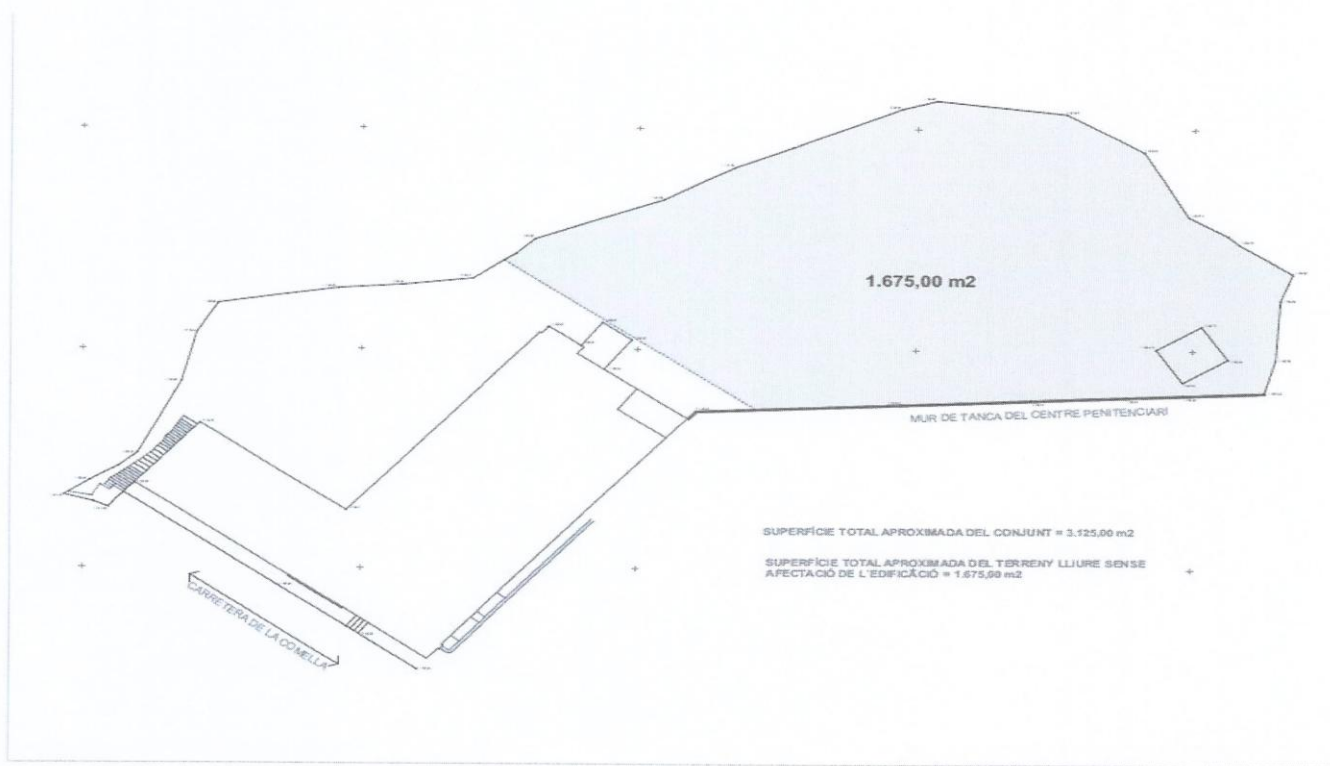 1.675,00 m2
MUR DE TANCA DEL CENTRE PENITENCIARI
SUPERFÍCIE TOTAL APROXIMADA DEL CONJUNT = 3.125,00 m2
SUPERFÍCIE TOTAL APROXIMADA DEL TERRENY LLIURE SENSE
AFECTACIÓ DE L'EDIFICACIÓ = 1.675,00 m2
CARRETERA DE LA COMELLA